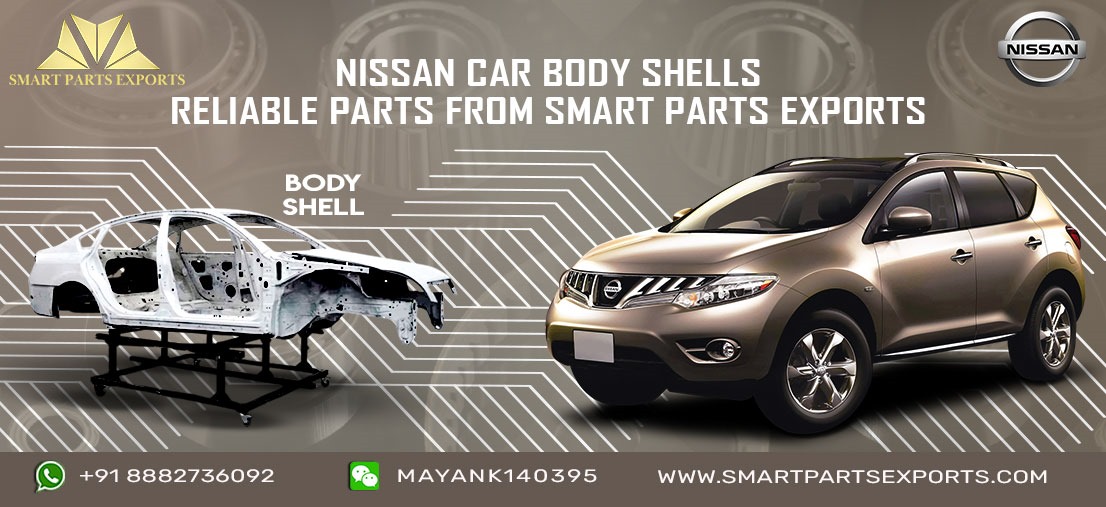 SMART PARTS EXPORTS
NISSAN
NISSAN CAR BODY SHELLS
RELIABLE PARTS FROM SMART PARTS EXPORTS
BODY
SHELL
+91 8882736092
MAYANK140395
WWW.SMARTPARTSEXPORTS.COM